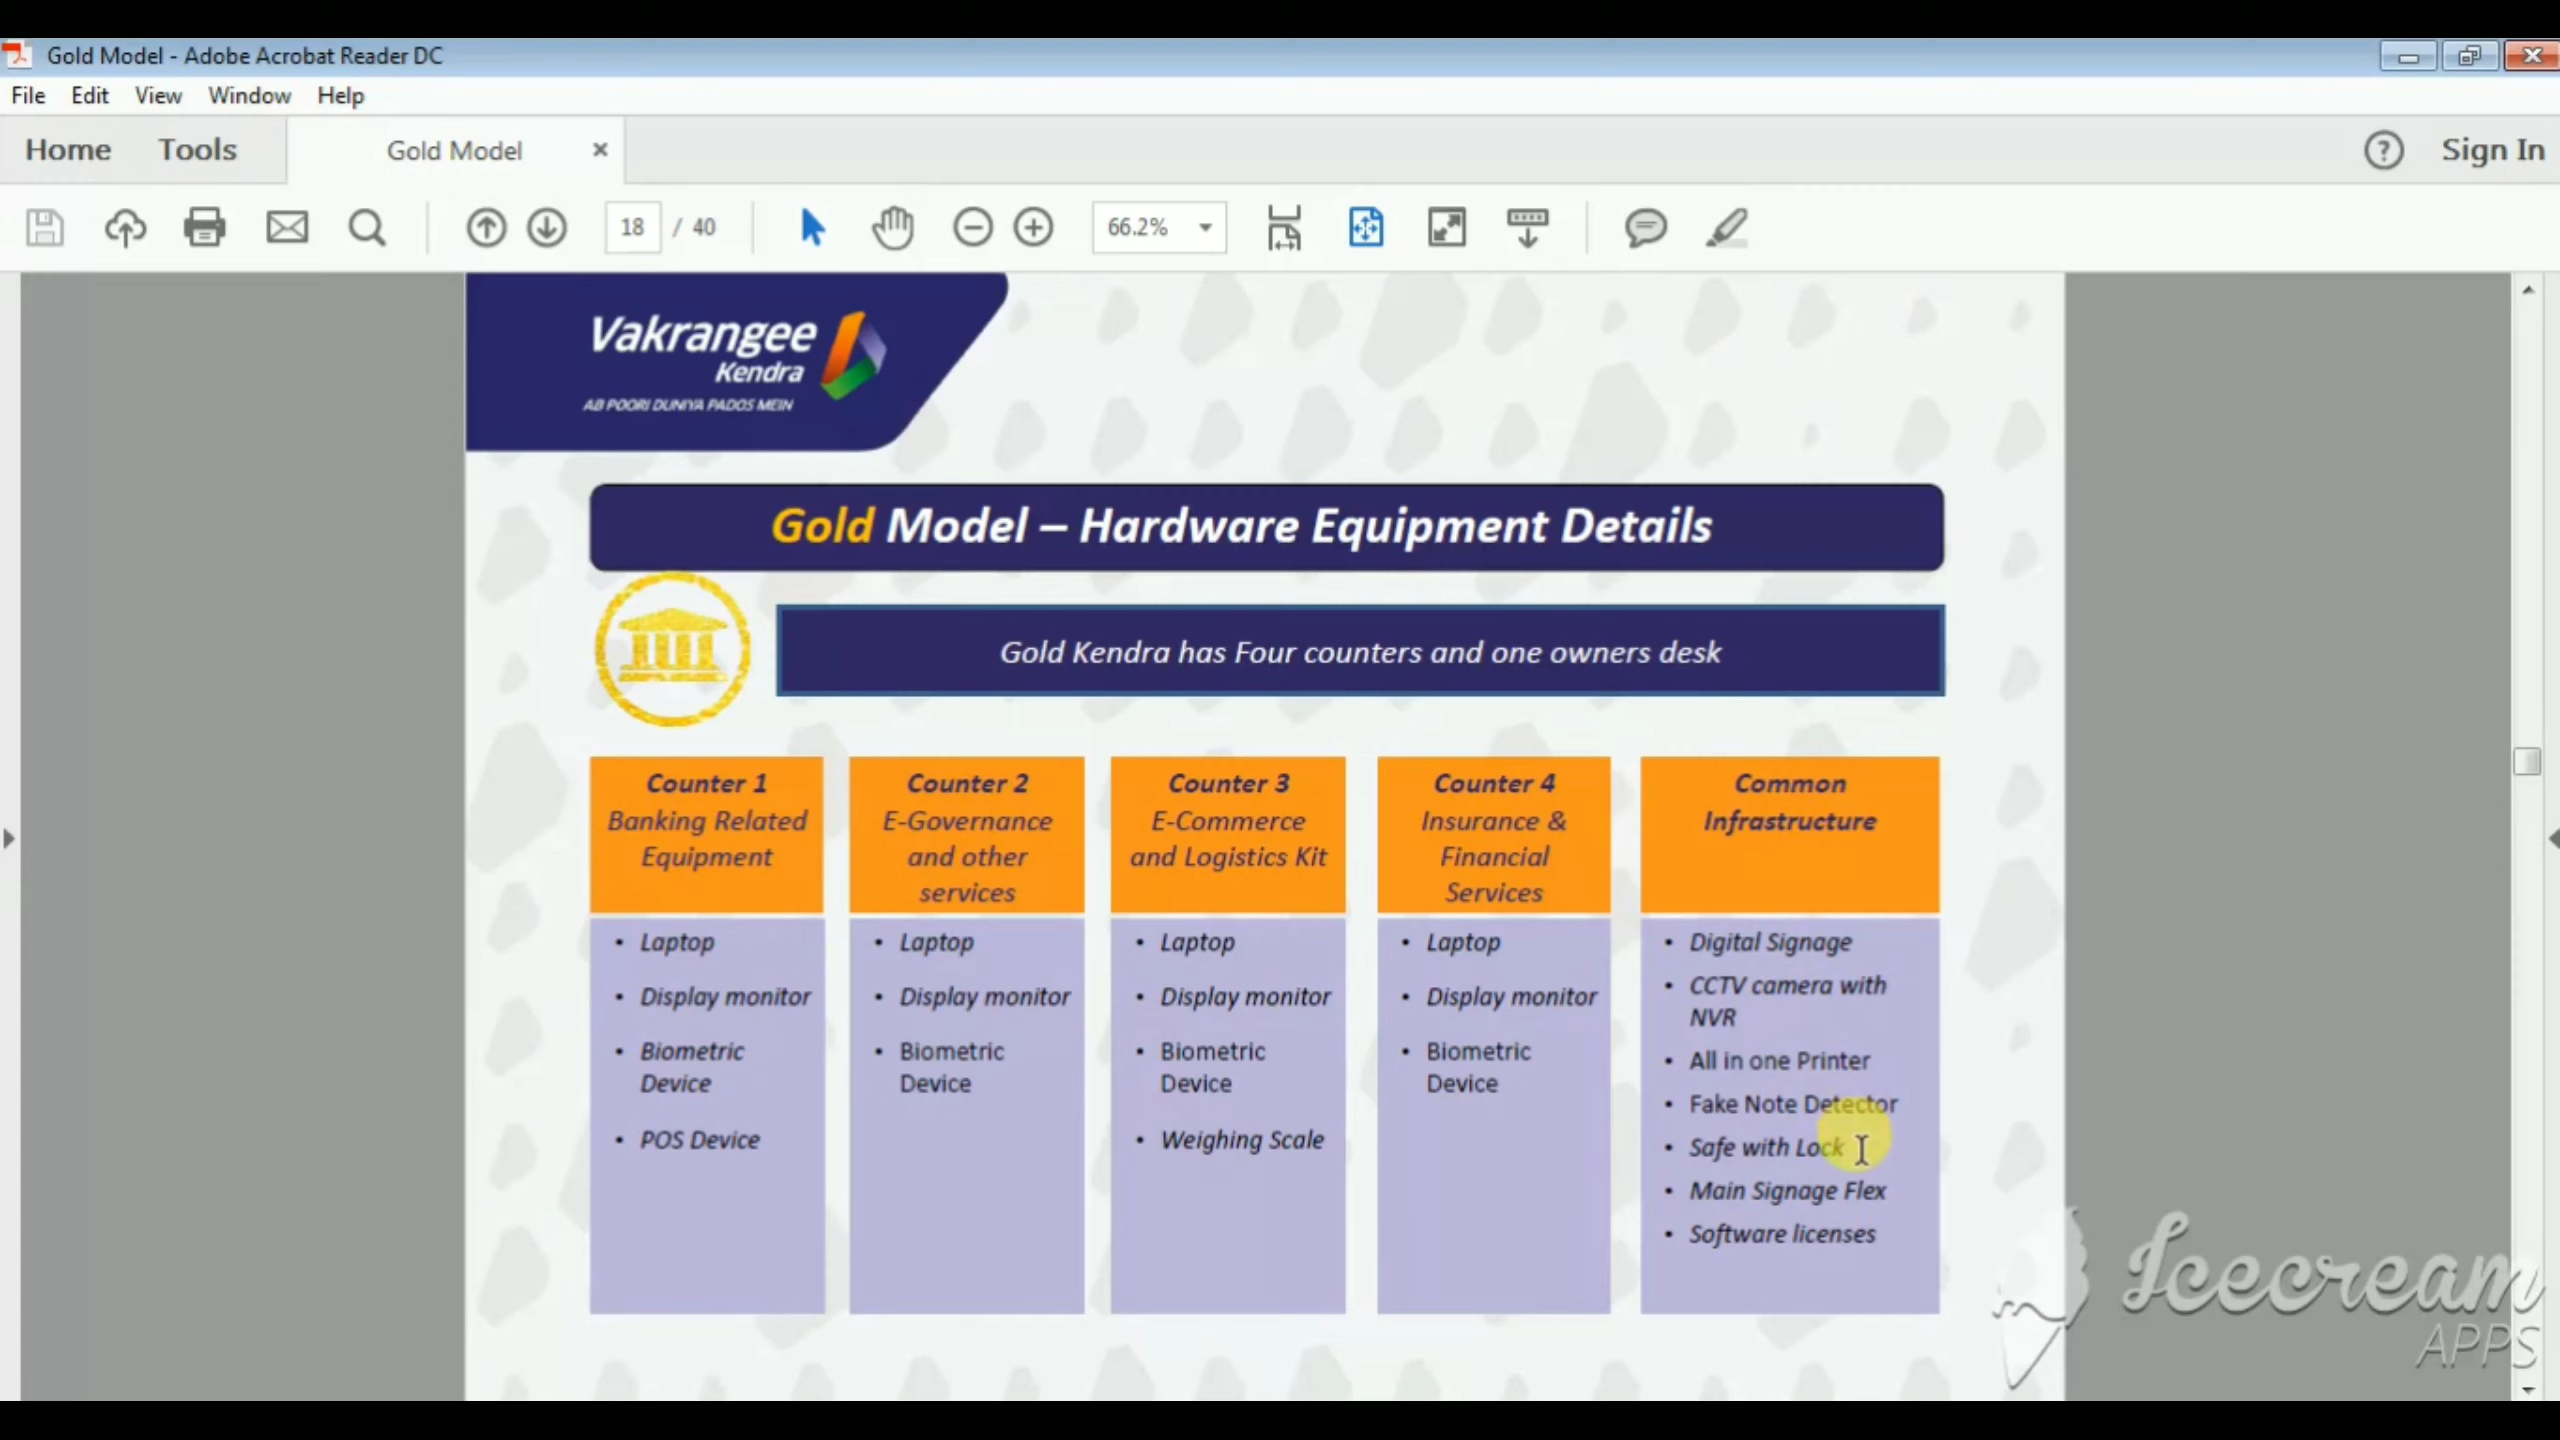 Gold Model - Adobe Acrobat Reader DC
File Edit View Window Help
Home Tools Gold Model Sign In
18 / 40 66.2%
Vakrangee
Kendra
AB POORI DUNIYA PADOS MEIN
Gold Model – Hardware Equipment Details
Gold Kendra has Four counters and one owners desk
Counter 1
Banking Related
Equipment
• Laptop
• Display monitor
• Biometric
Device
• POS Device
Counter 2
E-Governance
and other
services
• Laptop
• Display monitor
• Biometric
Device
Counter 3
E-Commerce
and Logistics Kit
• Laptop
• Display monitor
• Biometric
Device
• Weighing Scale
Counter 4
Insurance &
Financial
Services
• Laptop
• Display monitor
• Biometric
Device
Common
Infrastructure
• Digital Signage
• CCTV camera with
NVR
• All in one Printer
• Fake Note Detector
• Safe with Lock
• Main Signage Flex
• Software licenses
Icecream
APPS